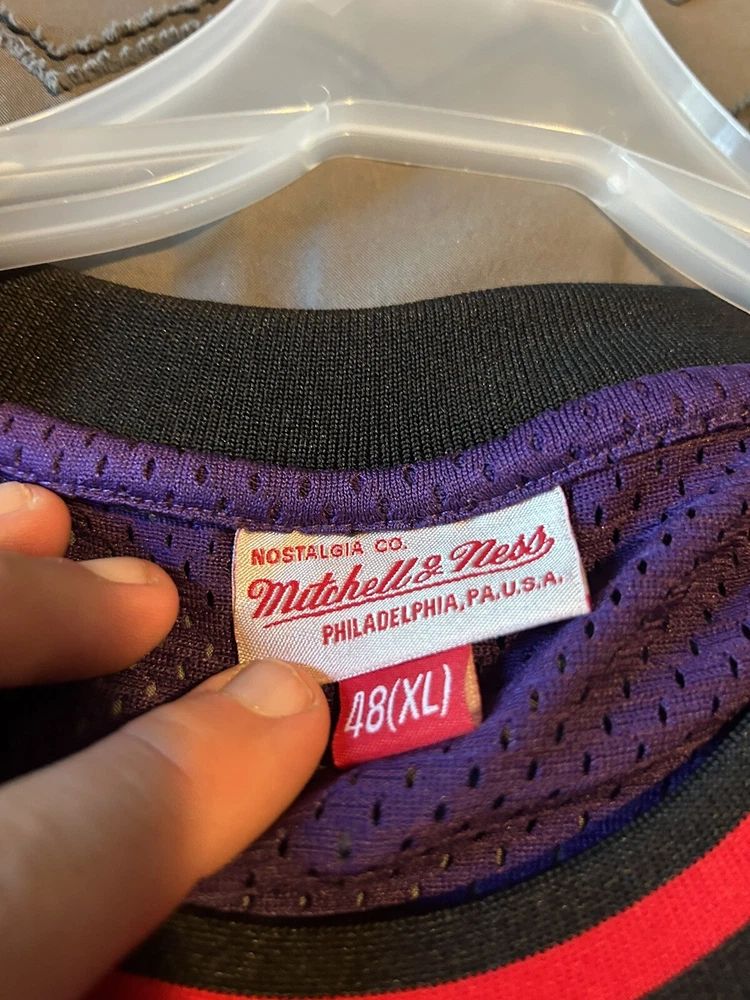 NOSTALGIA CO.
Mitchell & Ness
PHILADELPHIA, PA, U.S.A.
48(XL)